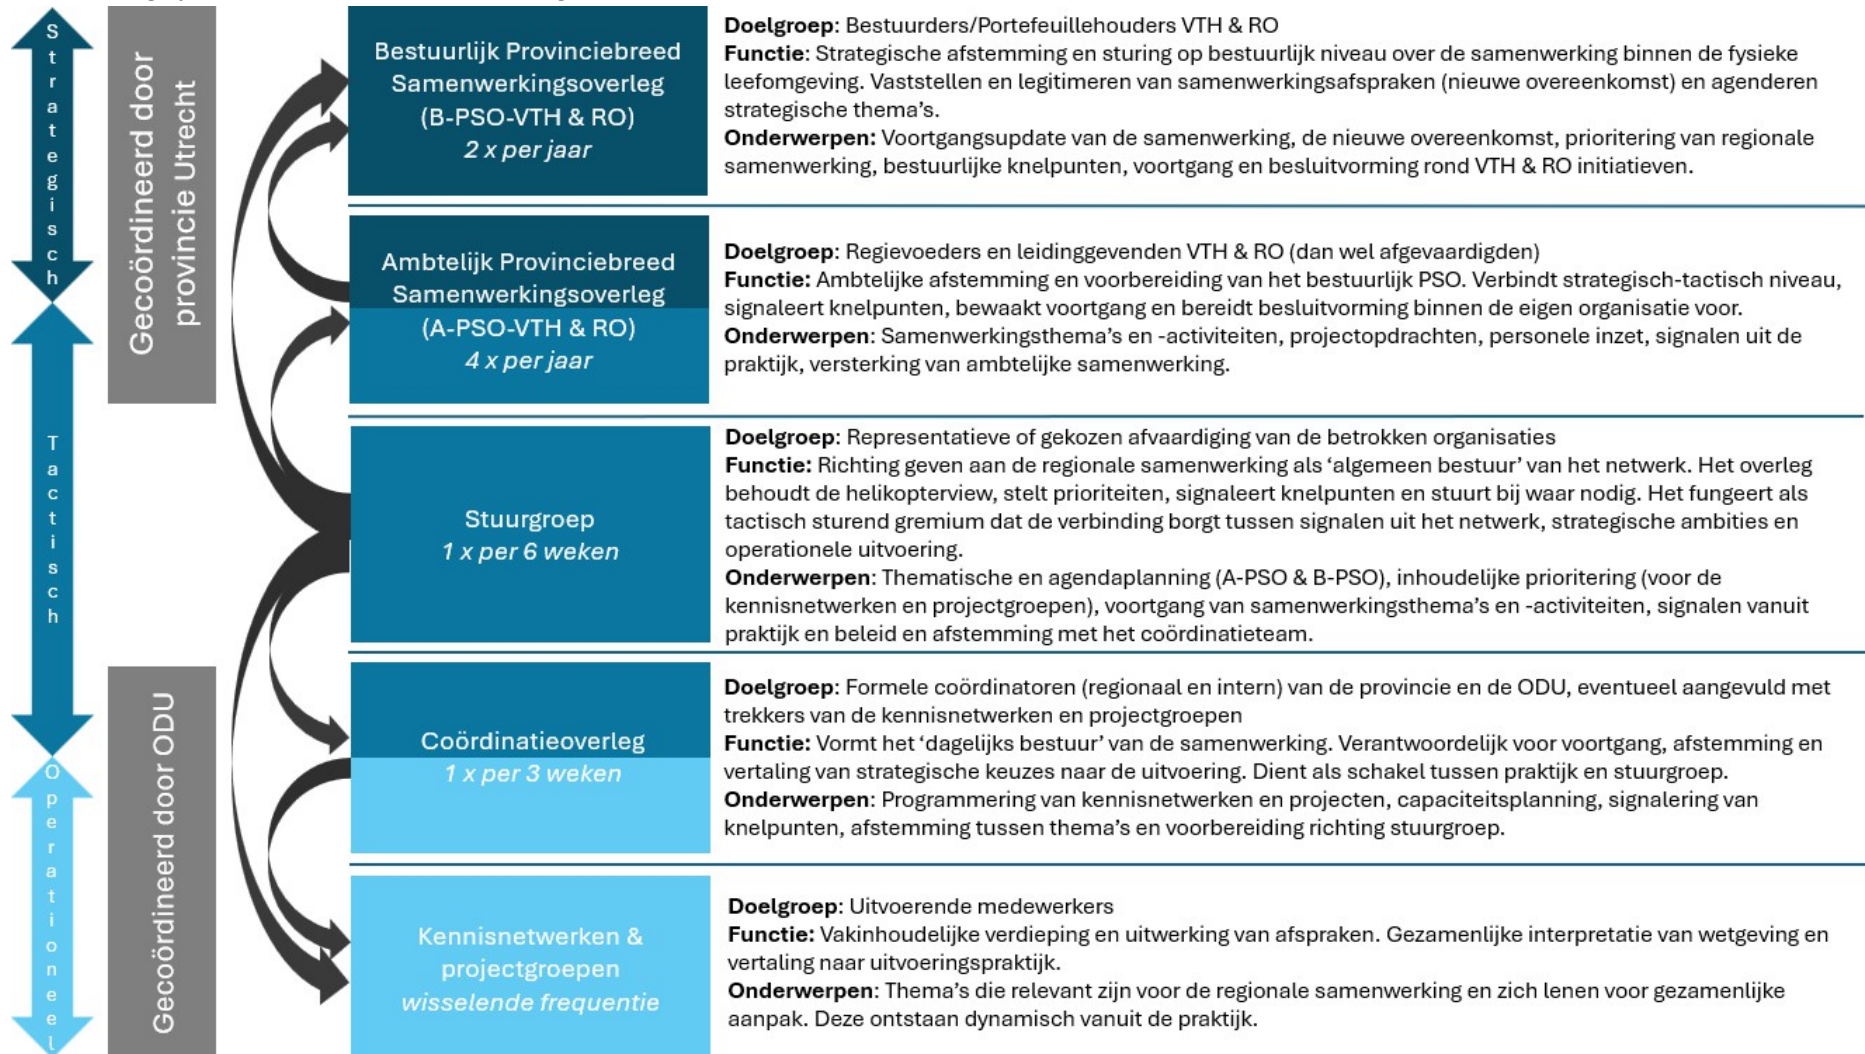 Strategisch
Tactisch
Operationeel
Gecoördineerd door
provincie Utrecht
Gecoördineerd door ODU
Bestuurlijk Provinciebreed
Samenwerkingsoverleg
(B-PSO-VTH & RO)
2 x per jaar
Doelgroep: Bestuurders/Portefeuillehouders VTH & RO
Functie: Strategische afstemming en sturing op bestuurlijk niveau over de samenwerking binnen de fysieke
leefomgeving. Vaststellen en legitimeren van samenwerkingsafspraken (nieuwe overeenkomst) en agenderen
strategische thema's.
Onderwerpen: Voortgangsupdate van de samenwerking, de nieuwe overeenkomst, prioritering van regionale
samenwerking, bestuurlijke knelpunten, voortgang en besluitvorming rond VTH & RO initiatieven.
Ambtelijk Provinciebreed
Samenwerkingsoverleg
(A-PSO-VTH & RO)
4 x per jaar
Doelgroep: Regievoeders en leidinggevenden VTH & RO (dan wel afgevaardigden)
Functie: Ambtelijke afstemming en voorbereiding van het bestuurlijk PSO. Verbindt strategisch-tactisch niveau,
signaleert knelpunten, bewaakt voortgang en bereidt besluitvorming binnen de eigen organisatie voor.
Onderwerpen: Samenwerkingsthema's en -activiteiten, projectopdrachten, personele inzet, signalen uit de
praktijk, versterking van ambtelijke samenwerking.
Stuurgroep
1 x per 6 weken
Doelgroep: Representatieve of gekozen afvaardiging van de betrokken organisaties
Functie: Richting geven aan de regionale samenwerking als ‘algemeen bestuur’ van het netwerk. Het overleg
behoudt de helikopterview, stelt prioriteiten, signaleert knelpunten en stuurt bij waar nodig. Het fungeert als
tactisch sturend gremium dat de verbinding borgt tussen signalen uit het netwerk, strategische ambities en
operationele uitvoering.
Onderwerpen: Thematische en agendaplanning (A-PSO & B-PSO), inhoudelijke prioritering (voor de
kennisnetwerken en projectgroepen), voortgang van samenwerkingsthema's en -activiteiten, signalen vanuit
praktijk en beleid en afstemming met het coördinatieteam.
Coördinatieoverleg
1 x per 3 weken
Doelgroep: Formele coördinatoren (regionaal en intern) van de provincie en de ODU, eventueel aangevuld met
trekkers van de kennisnetwerken en projectgroepen
Functie: Vormt het ‘dagelijks bestuur’ van de samenwerking. Verantwoordelijk voor voortgang, afstemming en
vertaling van strategische keuzes naar de uitvoering. Dient als schakel tussen praktijk en stuurgroep.
Onderwerpen: Programmering van kennisnetwerken en projecten, capaciteitsplanning, signalering van
knelpunten, afstemming tussen thema's en voorbereiding richting stuurgroep.
Kennisnetwerken &
projectgroepen
wisselende frequentie
Doelgroep: Uitvoerende medewerkers
Functie: Vakinhoudelijke verdieping en uitwerking van afspraken. Gezamenlijke interpretatie van wetgeving en
vertaling naar uitvoeringspraktijk.
Onderwerpen: Thema's die relevant zijn voor de regionale samenwerking en zich lenen voor gezamenlijke
aanpak. Deze ontstaan dynamisch vanuit de praktijk.